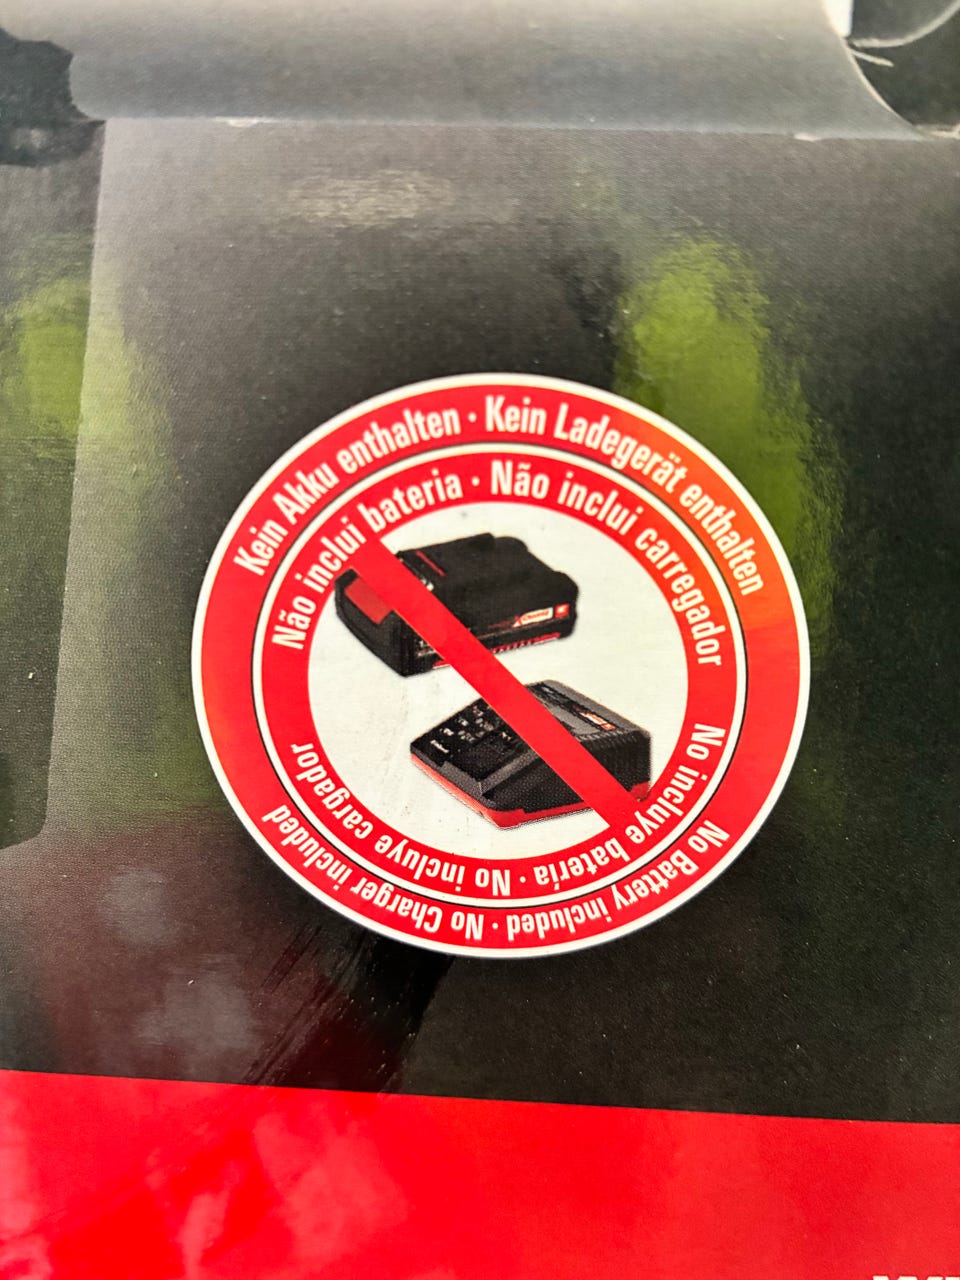 Kein Akku enthalten · Kein Ladegerät enthalten
Não inclui bateria · Não inclui carregador
No incluye batería · No incluye cargador
No Battery included · No Charger included